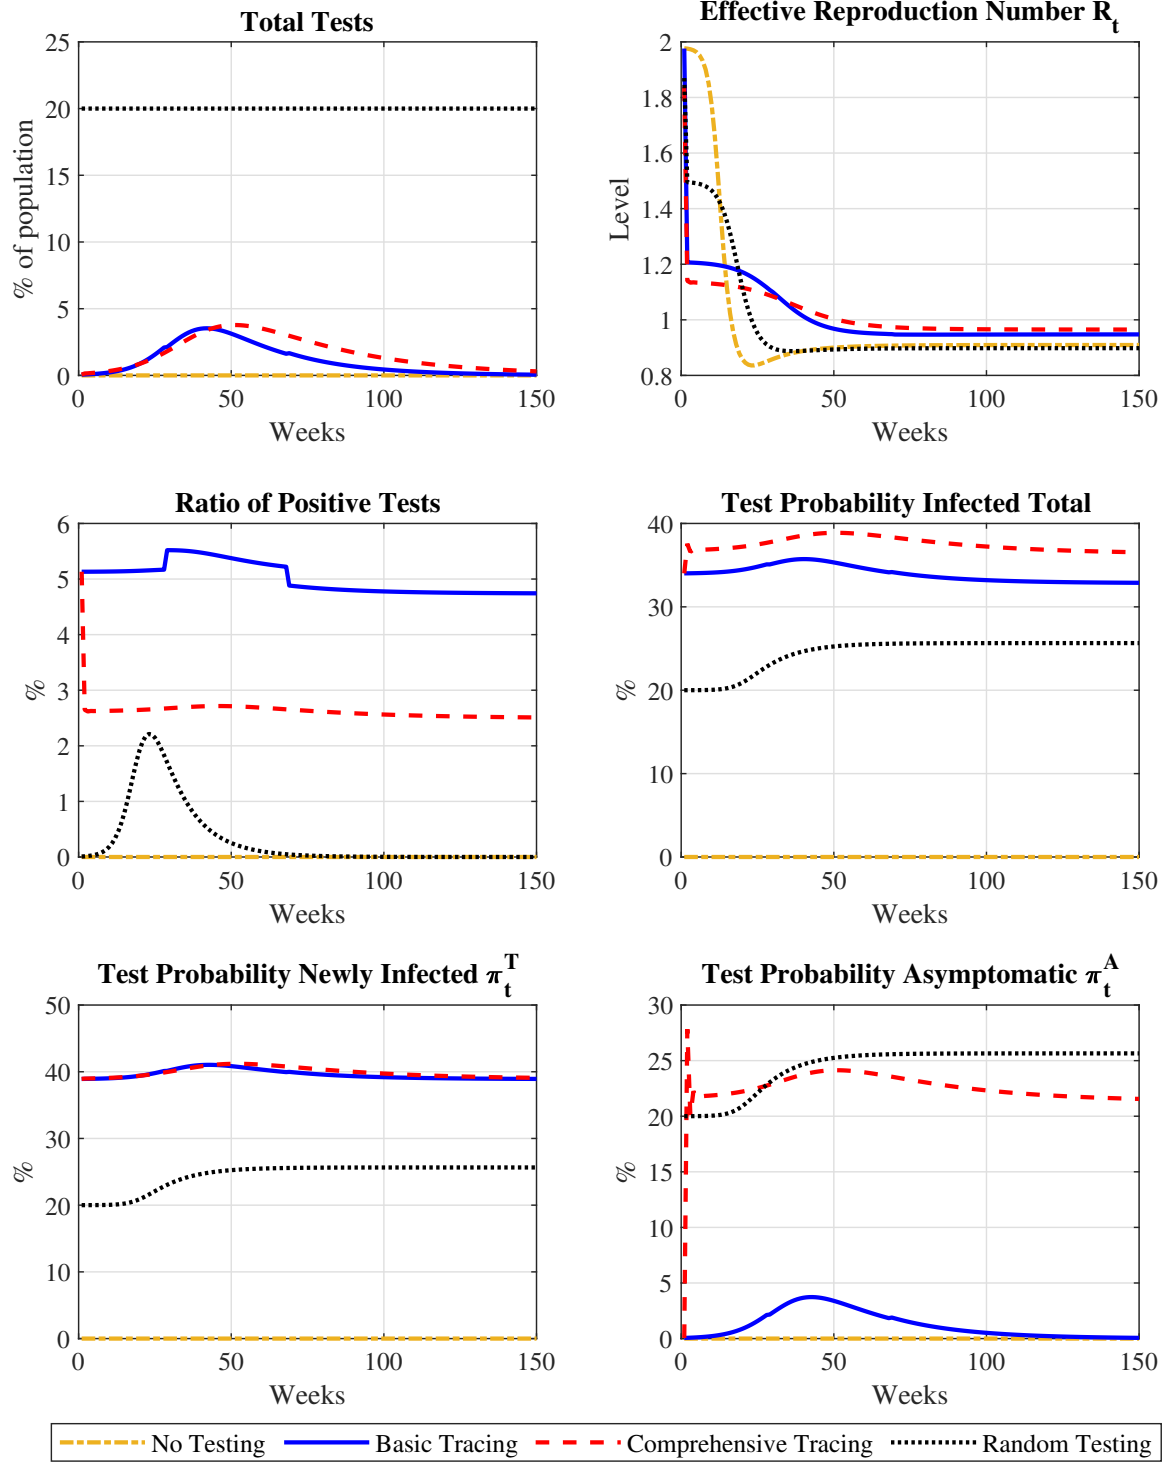 Total Tests
Effective Reproduction Number R_t
25
20
15
10
5
0
% of population
0 50 100 150
Weeks
2
1.8
1.6
1.4
1.2
1
0.8
Level
0 50 100 150
Weeks
Ratio of Positive Tests
Test Probability Infected Total
6
5
4
3
2
1
0
%
0 50 100 150
Weeks
40
30
20
10
0
%
0 50 100 150
Weeks
Test Probability Newly Infected π_t^T
Test Probability Asymptomatic π_t^A
50
40
30
20
10
0
%
0 50 100 150
Weeks
30
25
20
15
10
5
0
%
0 50 100 150
Weeks
No Testing Basic Tracing Comprehensive Tracing Random Testing